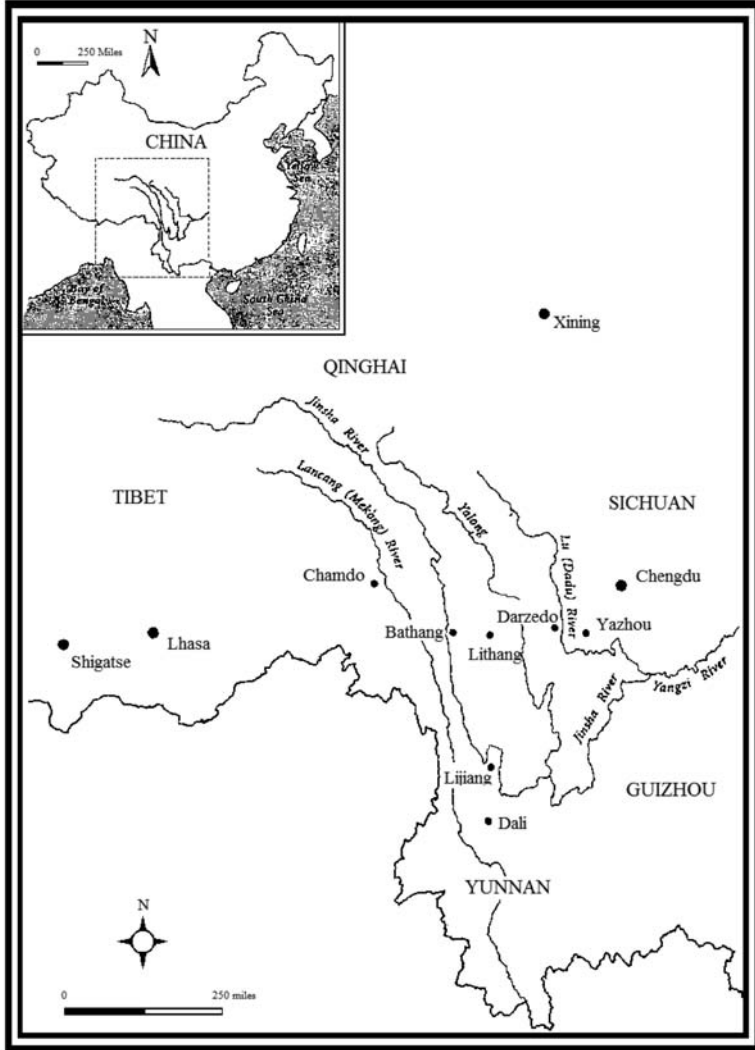 N
0 250 Miles
CHINA
Yellow
Sea
Bay of
Bengal
South China
Sea
Xining
QINGHAI
Jinsha River
Lancang (Mekong) River
TIBET
Yalong
SICHUAN
Lu (Dadu) River
Chamdo
Chengdu
Darzedo
Yazhou
Bathang
Lithang
Lhasa
Shigatse
Yangzi River
Jinsha River
Lijiang
GUIZHOU
Dali
YUNNAN
N
0 250 miles